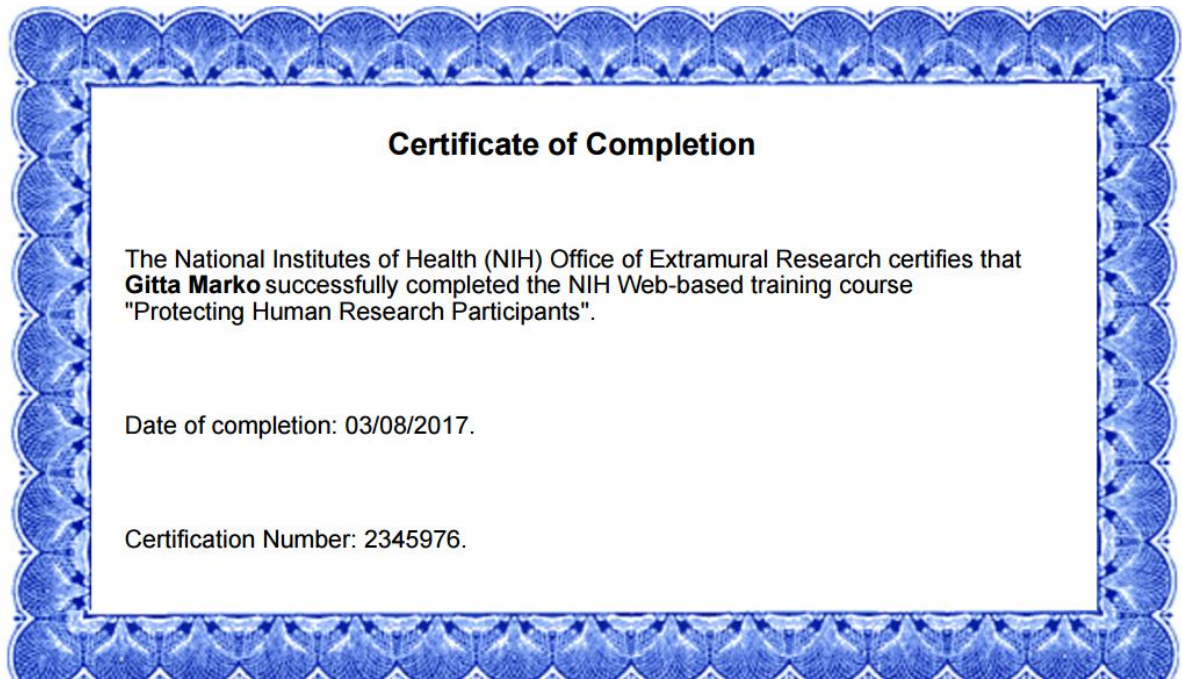 Certificate of Completion
The National Institutes of Health (NIH) Office of Extramural Research certifies that
Gitta Marko successfully completed the NIH Web-based training course
"Protecting Human Research Participants".
Date of completion: 03/08/2017.
Certification Number: 2345976.